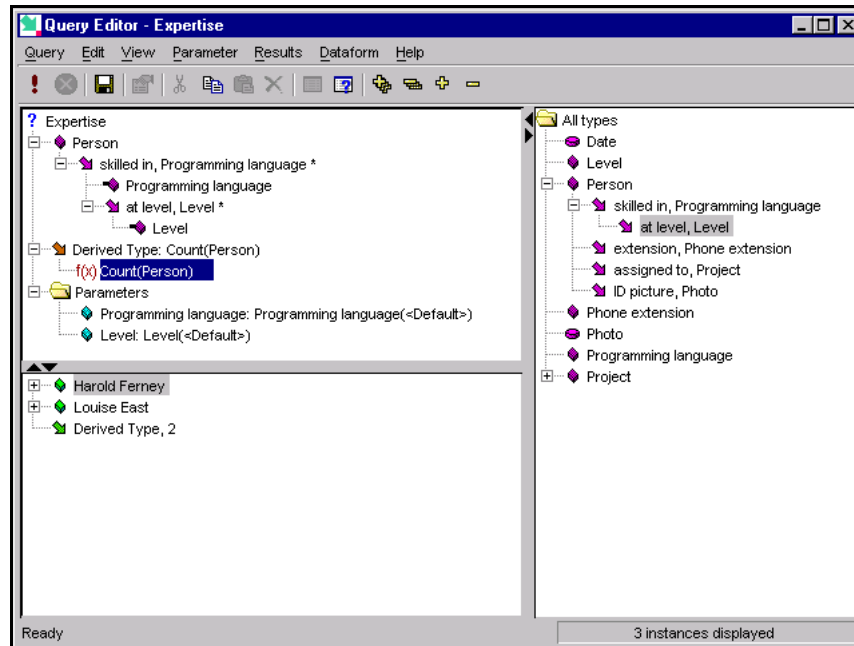 Query Editor - Expertise
Query Edit View Parameter Results Dataform Help
? Expertise
Person
skilled in, Programming language *
Programming language
at level, Level *
Level
Derived Type: Count(Person)
f(x) Count(Person)
Parameters
Programming language: Programming language(<Default>)
Level: Level(<Default>)
Harold Ferney
Louise East
Derived Type, 2
All types
Date
Level
Person
skilled in, Programming language
at level, Level
extension, Phone extension
assigned to, Project
ID picture, Photo
Phone extension
Photo
Programming language
Project
Ready
3 instances displayed